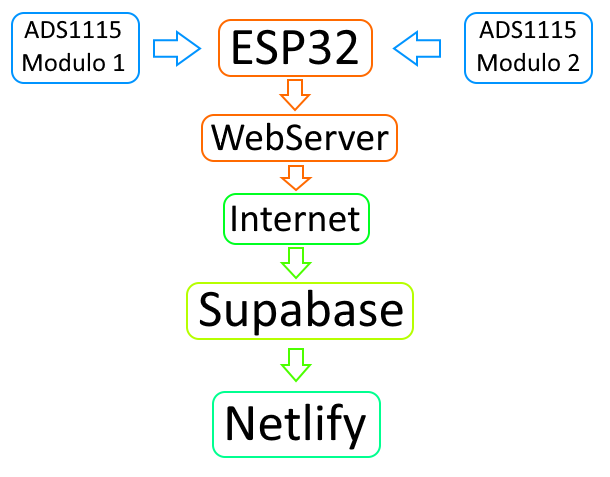 ADS1115
Modulo 1
ESP32
ADS1115
Modulo 2
WebServer
Internet
Supabase
Netlify